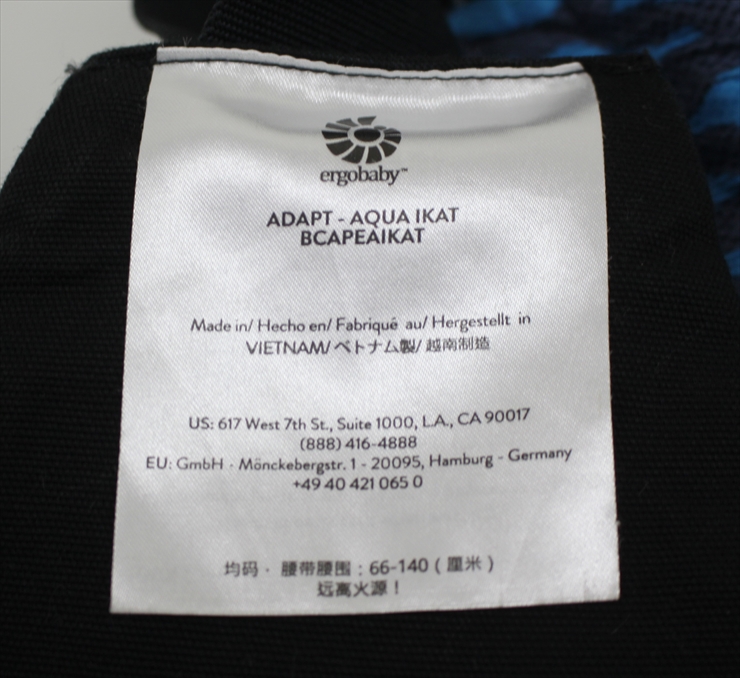 ergobaby™
ADAPT - AQUA IKAT
BCAPEAIKAT
Made in/ Hecho en/ Fabriqué au/ Hergestellt in
VIETNAM/ベトナム製/ 越南制造
US: 617 West 7th St., Suite 1000, L.A., CA 90017
(888) 416-4888
EU: GmbH · Mönckebergstr. 1 - 20095, Hamburg - Germany
+49 40 421 065 0
均码 · 腰带腰围：66-140（厘米）
远离火源！